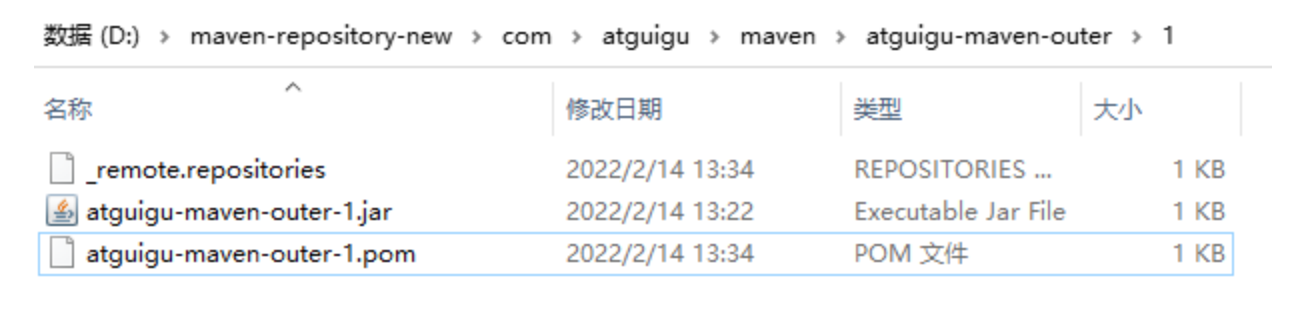 数据 (D:) › maven-repository-new › com › atguigu › maven › atguigu-maven-outer › 1
名称 修改日期 类型 大小
_remote.repositories 2022/2/14 13:34 REPOSITORIES ... 1 KB
atguigu-maven-outer-1.jar 2022/2/14 13:22 Executable Jar File 1 KB
atguigu-maven-outer-1.pom 2022/2/14 13:34 POM 文件 1 KB